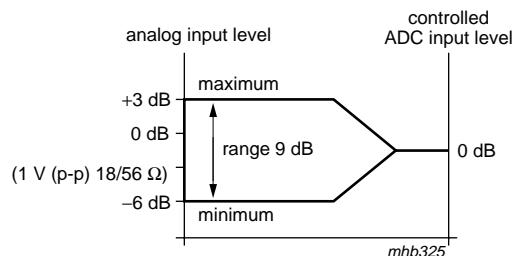 controlled
analog input level
ADC input level
maximum
+3 dB
0 dB
range 9 dB
0 dB
(1 V (p-p) 18/56 Ω)
−6 dB
minimum
mhb325